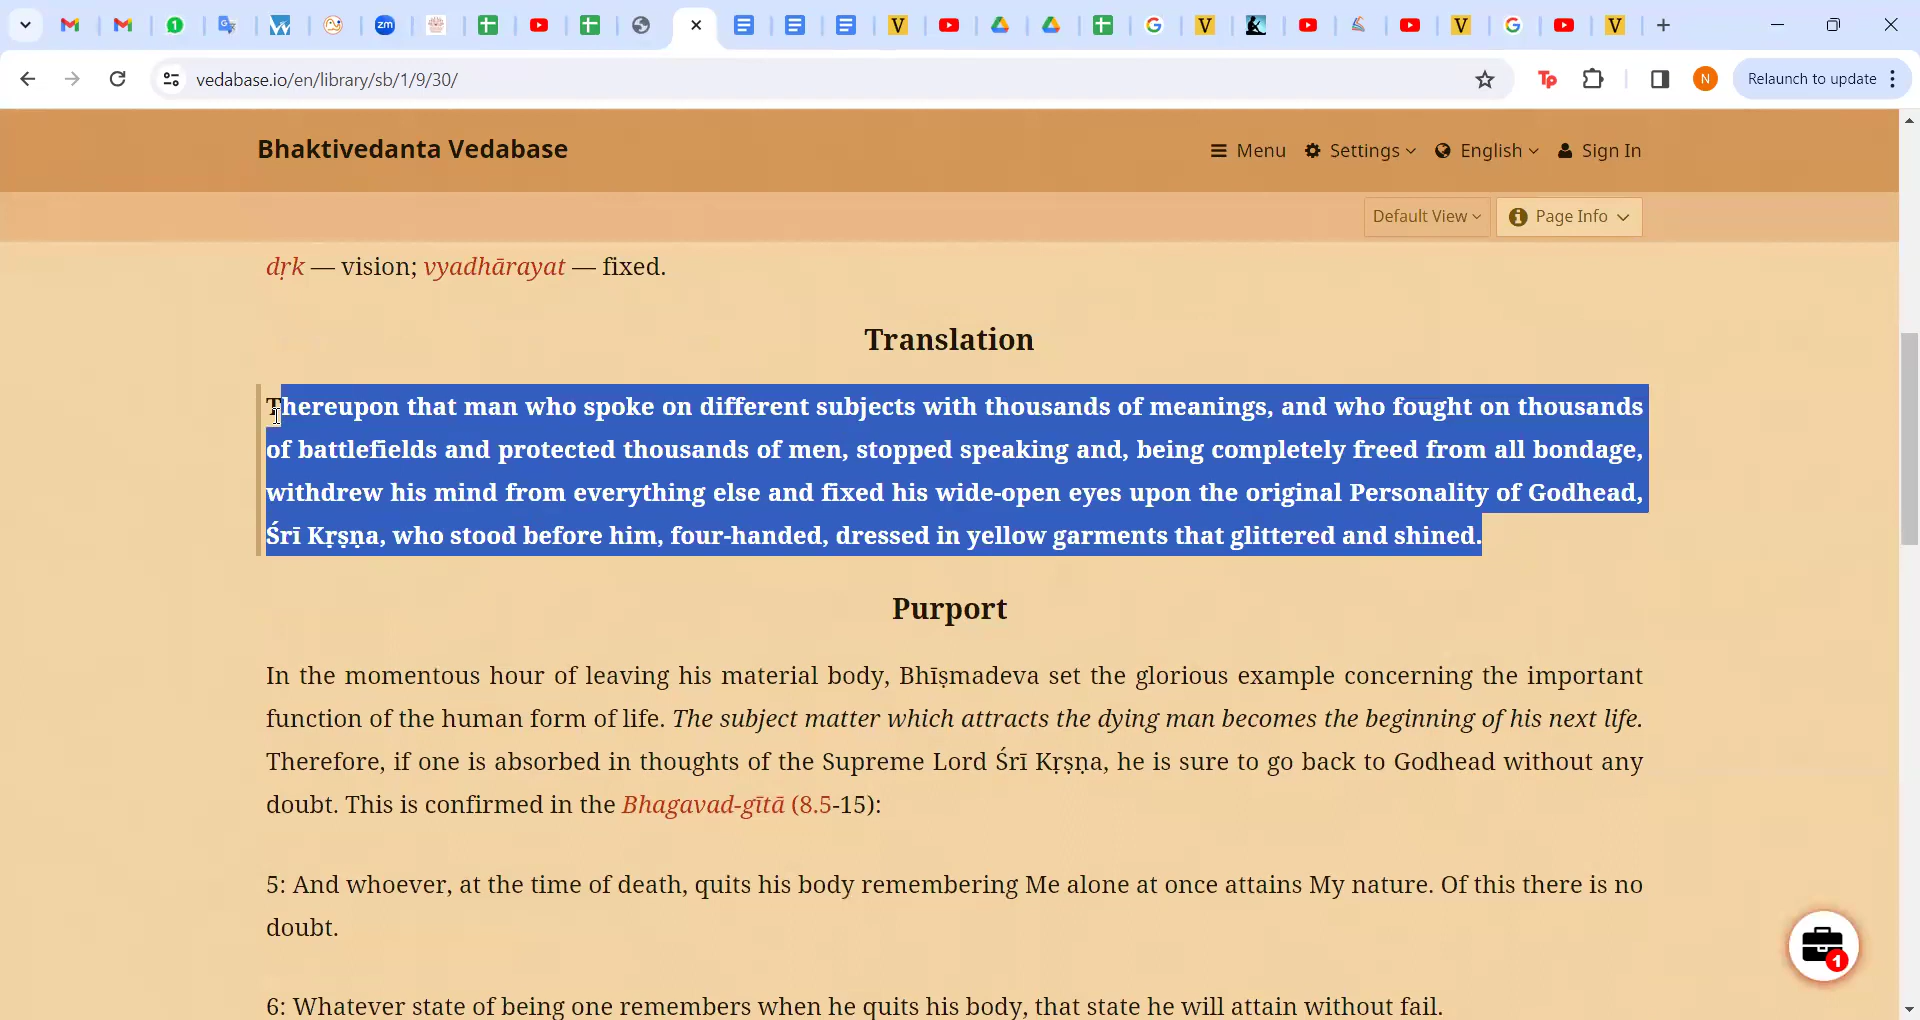 vedabase.io/en/library/sb/1/9/30/
N
Relaunch to update
Bhaktivedanta Vedabase
Menu
Settings
English
Sign In
Default View
Page Info
dṛk — vision; vyadhārayat — fixed.
Translation
Thereupon that man who spoke on different subjects with thousands of meanings, and who fought on thousands
of battlefields and protected thousands of men, stopped speaking and, being completely freed from all bondage,
withdrew his mind from everything else and fixed his wide-open eyes upon the original Personality of Godhead,
Śrī Kṛṣṇa, who stood before him, four-handed, dressed in yellow garments that glittered and shined.
Purport
In the momentous hour of leaving his material body, Bhīṣmadeva set the glorious example concerning the important
function of the human form of life. The subject matter which attracts the dying man becomes the beginning of his next life.
Therefore, if one is absorbed in thoughts of the Supreme Lord Śrī Kṛṣṇa, he is sure to go back to Godhead without any
doubt. This is confirmed in the Bhagavad-gītā (8.5-15):
5: And whoever, at the time of death, quits his body remembering Me alone at once attains My nature. Of this there is no
doubt.
1
6: Whatever state of being one remembers when he quits his body, that state he will attain without fail.